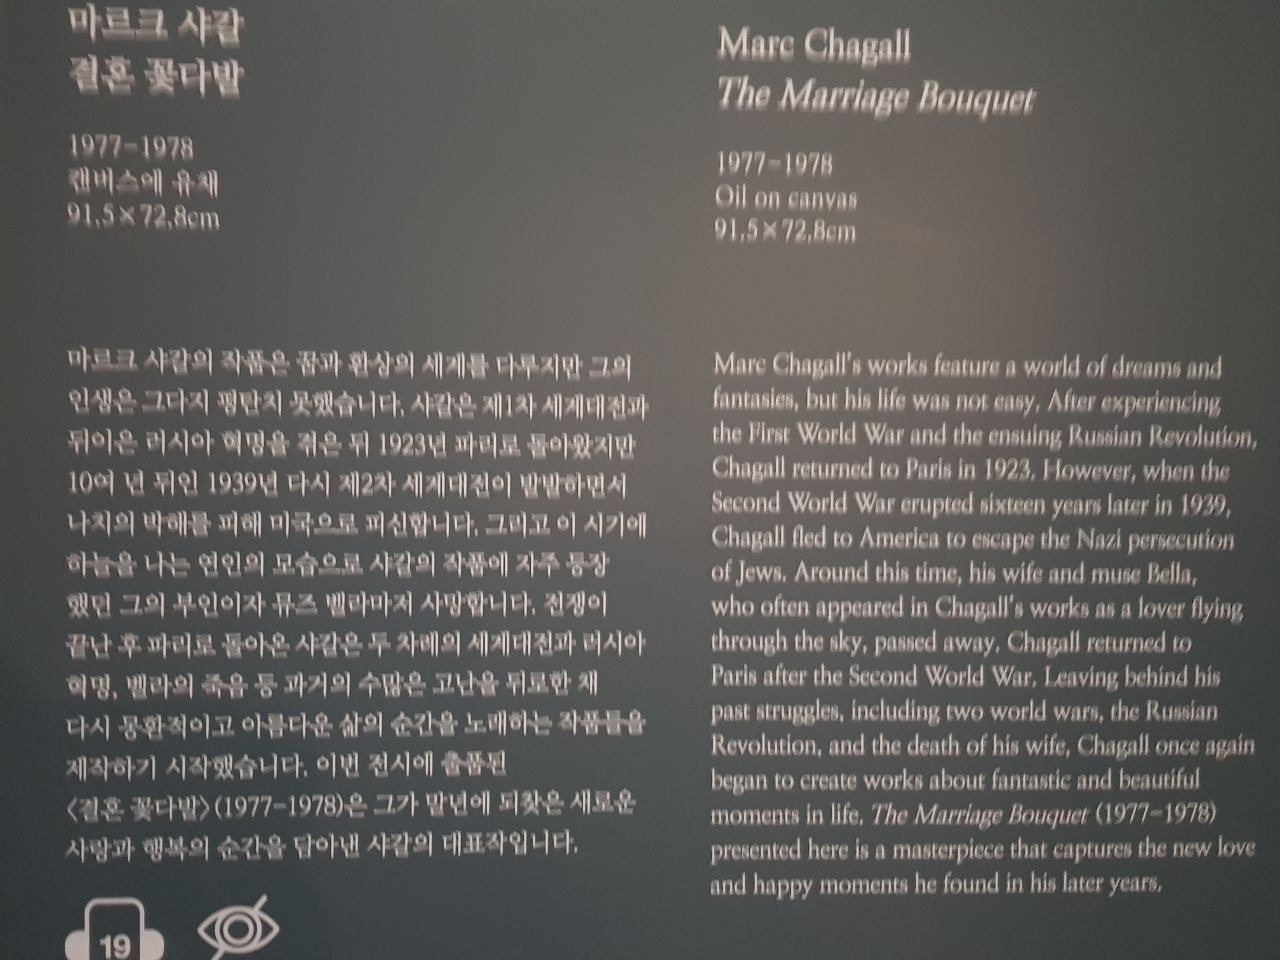 마르크 샤갈
결혼 꽃다발
1977-1978
캔버스에 유채
91.5×72.8cm
마르크 샤갈의 작품은 꿈과 환상의 세계를 다루지만 그의
인생은 그다지 평탄치 못했습니다. 샤갈은 제1차 세계대전과
뒤이은 러시아 혁명을 겪은 뒤 1923년 파리로 돌아왔지만
10여 년 뒤인 1939년 다시 제2차 세계대전이 발발하면서
나치의 박해를 피해 미국으로 피신합니다. 그리고 이 시기에
하늘을 나는 연인의 모습으로 샤갈의 작품에 자주 등장
했던 그의 부인이자 뮤즈 벨라마저 사망합니다. 전쟁이
끝난 후 파리로 돌아온 샤갈은 두 차례의 세계대전과 러시아
혁명, 벨라의 죽음 등 과거의 수많은 고난을 뒤로한 채
다시 몽환적이고 아름다운 삶의 순간을 노래하는 작품들을
제작하기 시작했습니다. 이번 전시에 출품된
〈결혼 꽃다발〉(1977-1978)은 그가 말년에 되찾은 새로운
사랑과 행복의 순간을 담아낸 샤갈의 대표작입니다.
19
Marc Chagall
The Marriage Bouquet
1977-1978
Oil on canvas
91.5×72.8cm
Marc Chagall's works feature a world of dreams and
fantasies, but his life was not easy. After experiencing
the First World War and the ensuing Russian Revolution,
Chagall returned to Paris in 1923. However, when the
Second World War erupted sixteen years later in 1939,
Chagall fled to America to escape the Nazi persecution
of Jews. Around this time, his wife and muse Bella,
who often appeared in Chagall's works as a lover flying
through the sky, passed away. Chagall returned to
Paris after the Second World War. Leaving behind his
past struggles, including two world wars, the Russian
Revolution, and the death of his wife, Chagall once again
began to create works about fantastic and beautiful
moments in life. The Marriage Bouquet (1977-1978)
presented here is a masterpiece that captures the new love
and happy moments he found in his later years.